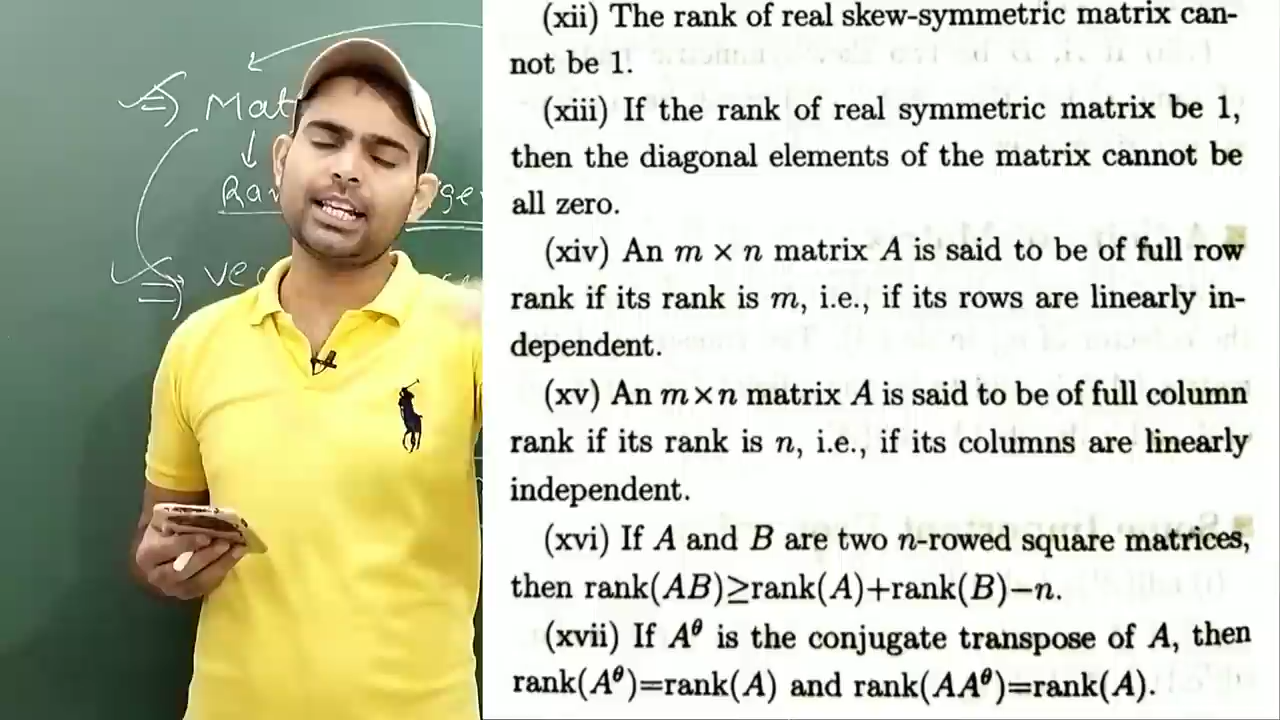 Mat
Ran
(xii) The rank of real skew-symmetric matrix can-
not be 1.
(xiii) If the rank of real symmetric matrix be 1,
then the diagonal elements of the matrix cannot be
all zero.
(xiv) An m × n matrix A is said to be of full row
rank if its rank is m, i.e., if its rows are linearly in-
dependent.
(xv) An m×n matrix A is said to be of full column
rank if its rank is n, i.e., if its columns are linearly
independent.
(xvi) If A and B are two n-rowed square matrices,
then rank(AB)≥rank(A)+rank(B)−n.
(xvii) If A^θ is the conjugate transpose of A, then
rank(A^θ)=rank(A) and rank(AA^θ)=rank(A).